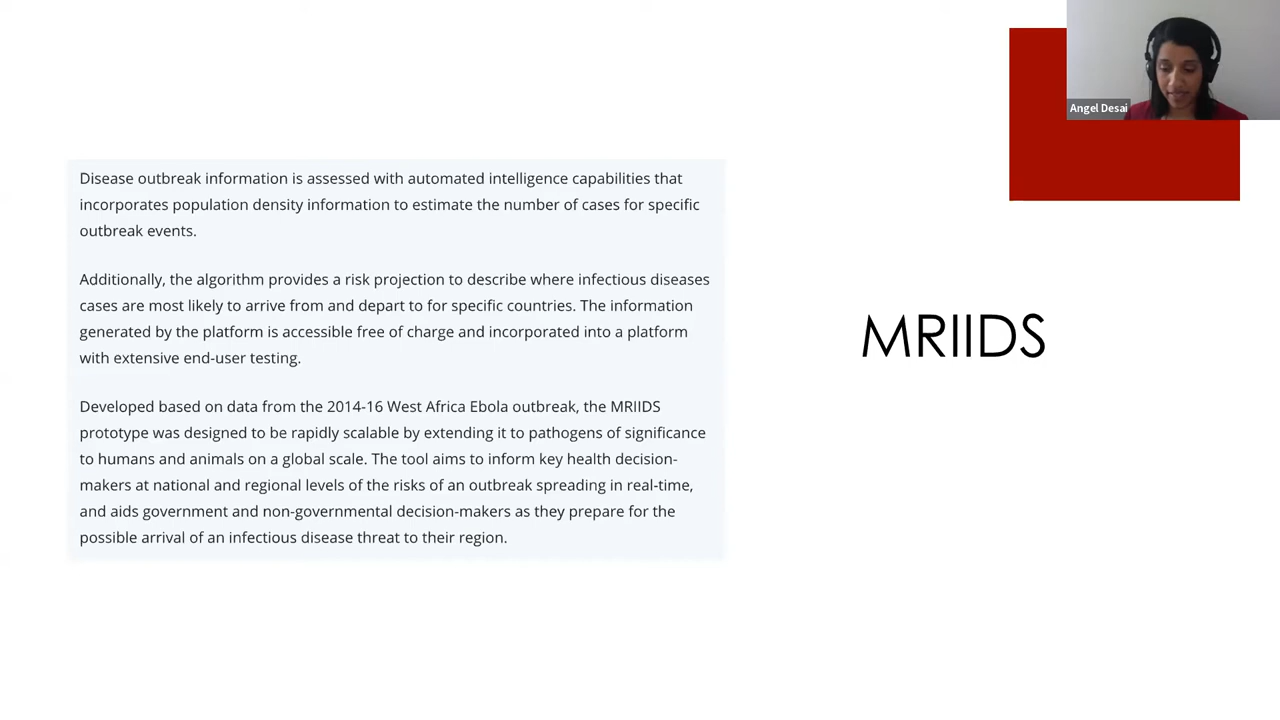 Angel Desai
Disease outbreak information is assessed with automated intelligence capabilities that
incorporates population density information to estimate the number of cases for specific
outbreak events.
Additionally, the algorithm provides a risk projection to describe where infectious diseases
cases are most likely to arrive from and depart to for specific countries. The information
generated by the platform is accessible free of charge and incorporated into a platform
with extensive end-user testing.
Developed based on data from the 2014-16 West Africa Ebola outbreak, the MRIIDS
prototype was designed to be rapidly scalable by extending it to pathogens of significance
to humans and animals on a global scale. The tool aims to inform key health decision-
makers at national and regional levels of the risks of an outbreak spreading in real-time,
and aids government and non-governmental decision-makers as they prepare for the
possible arrival of an infectious disease threat to their region.
MRIIDS